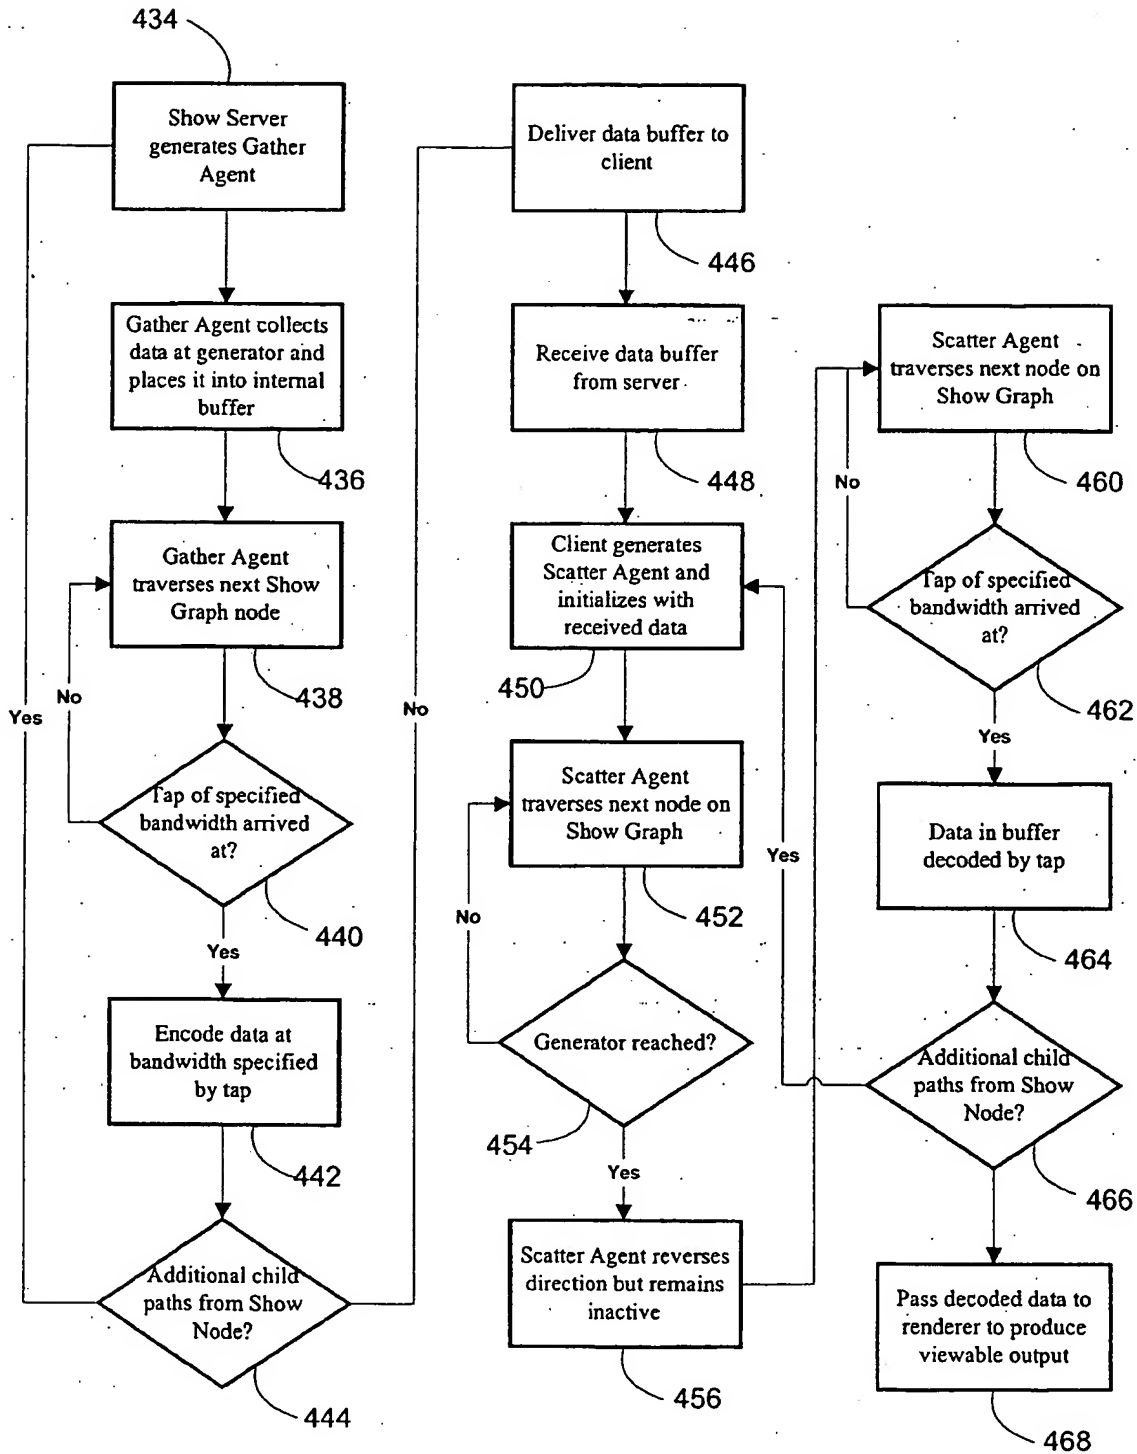 434
Show Server
generates Gather
Agent
Gather Agent collects
data at generator and
places it into internal
buffer
436
Gather Agent
traverses next Show
Graph node
438
No
Yes
Tap of specified
bandwidth arrived
at?
440
Yes
Encode data at
bandwidth specified
by tap
442
Additional child
paths from Show
Node?
444
No
Deliver data buffer to
client
446
Receive data buffer
from server
448
Client generates
Scatter Agent and
initializes with
received data
450
Scatter Agent
traverses next node on
Show Graph
452
No
Generator reached?
454
Yes
Scatter Agent reverses
direction but remains
inactive
456
Scatter Agent
traverses next node on
Show Graph
460
No
Tap of specified
bandwidth arrived
at?
462
Yes
Data in buffer
decoded by tap
464
Yes
Additional child
paths from Show
Node?
466
Pass decoded data to
renderer to produce
viewable output
468